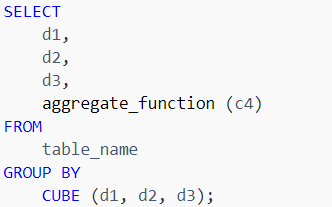 SELECT
    d1,
    d2,
    d3,
    aggregate_function (c4)
FROM
    table_name
GROUP BY
    CUBE (d1, d2, d3);